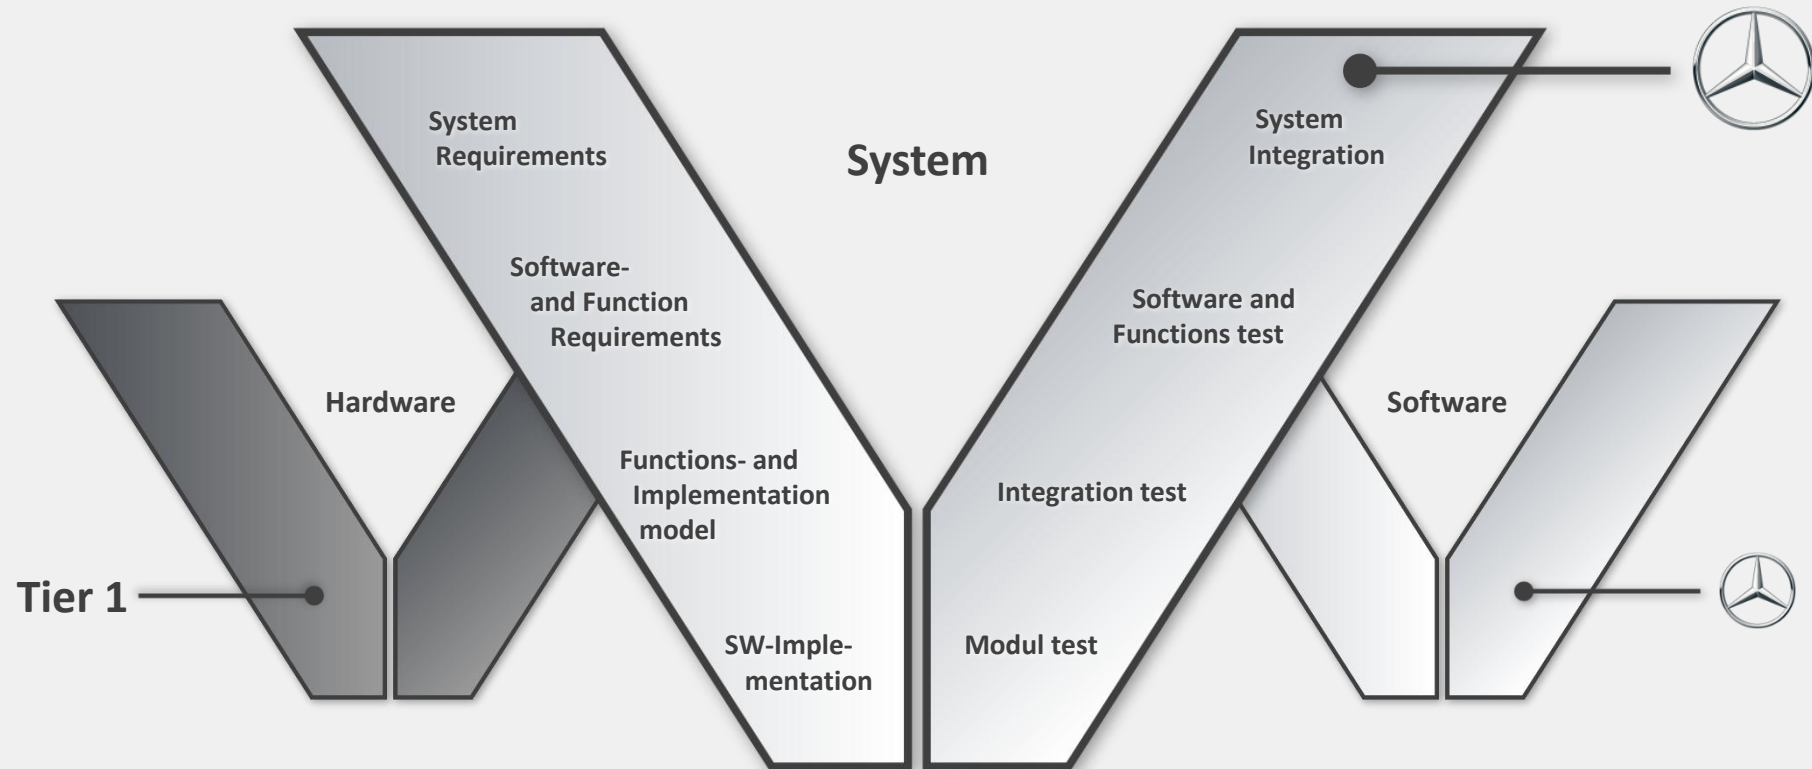 System
Requirements
System
System
Integration
Software-
and Function
Requirements
Software and
Functions test
Hardware
Software
Functions- and
Implementation
model
Integration test
Tier 1
SW-Imple-
mentation
Modul test